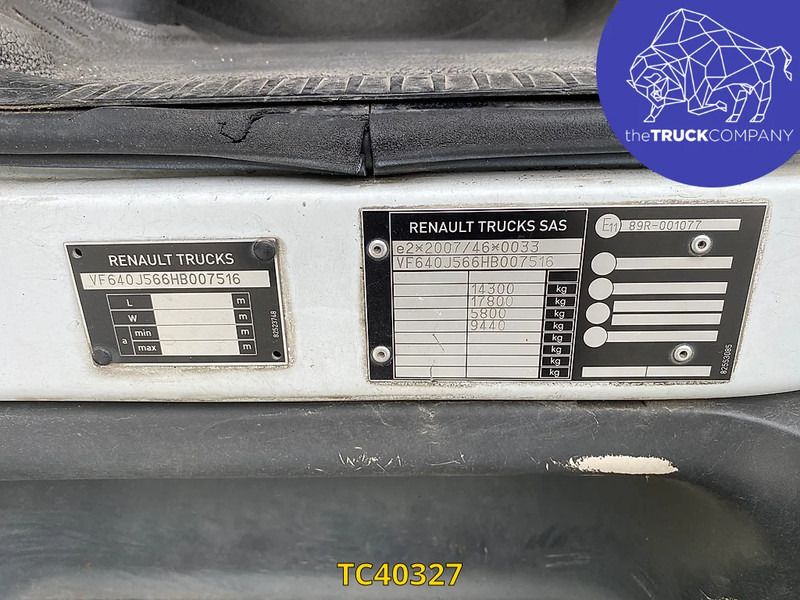 theTRUCKCOMPANY
RENAULT TRUCKS
VF640J566HB007516
L m
W m
a min m
max m
82523748
RENAULT TRUCKS SAS
e2*2007/46*0033
VF640J566HB007516
14300 kg
17800 kg
5800 kg
9440 kg
kg
kg
kg
kg
E11 89R-001077
82553085
TC40327